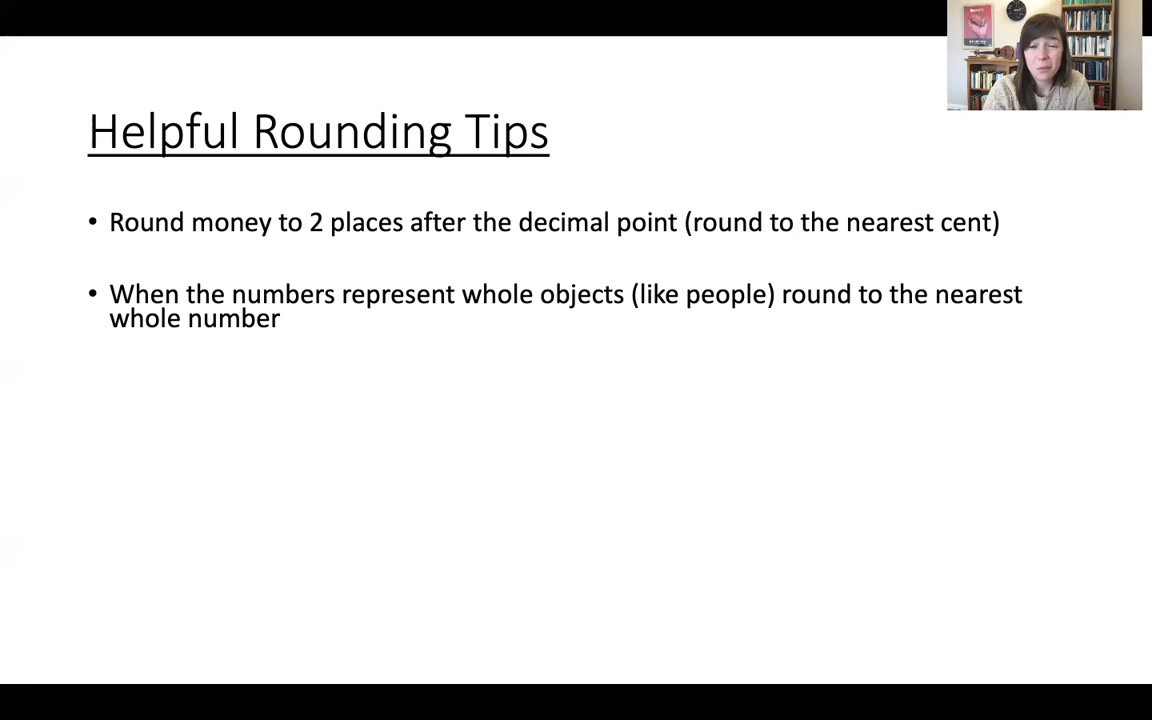 Helpful Rounding Tips
• Round money to 2 places after the decimal point (round to the nearest cent)
• When the numbers represent whole objects (like people) round to the nearest
whole number